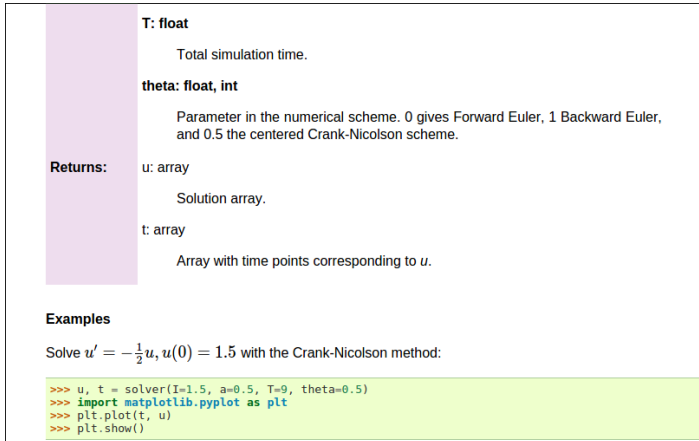 T: float
Total simulation time.
theta: float, int
Parameter in the numerical scheme. 0 gives Forward Euler, 1 Backward Euler,
and 0.5 the centered Crank-Nicolson scheme.
Returns: u: array
Solution array.
t: array
Array with time points corresponding to u.
Examples
Solve u′ = −½u, u(0) = 1.5 with the Crank-Nicolson method:
>>> u, t = solver(I=1.5, a=0.5, T=9, theta=0.5)
>>> import matplotlib.pyplot as plt
>>> plt.plot(t, u)
>>> plt.show()